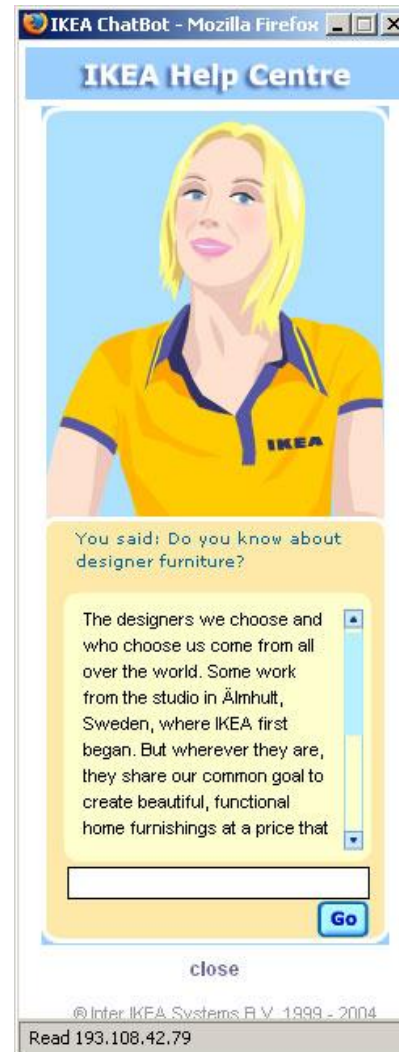 IKEA ChatBot - Mozilla Firefox
IKEA Help Centre
IKEA
You said: Do you know about
designer furniture?
The designers we choose and
who choose us come from all
over the world. Some work
from the studio in Älmhult,
Sweden, where IKEA first
began. But wherever they are,
they share our common goal to
create beautiful, functional
home furnishings at a price that
Go
close
© Inter IKEA Systems B.V. 1999 - 2004
Read 193.108.42.79